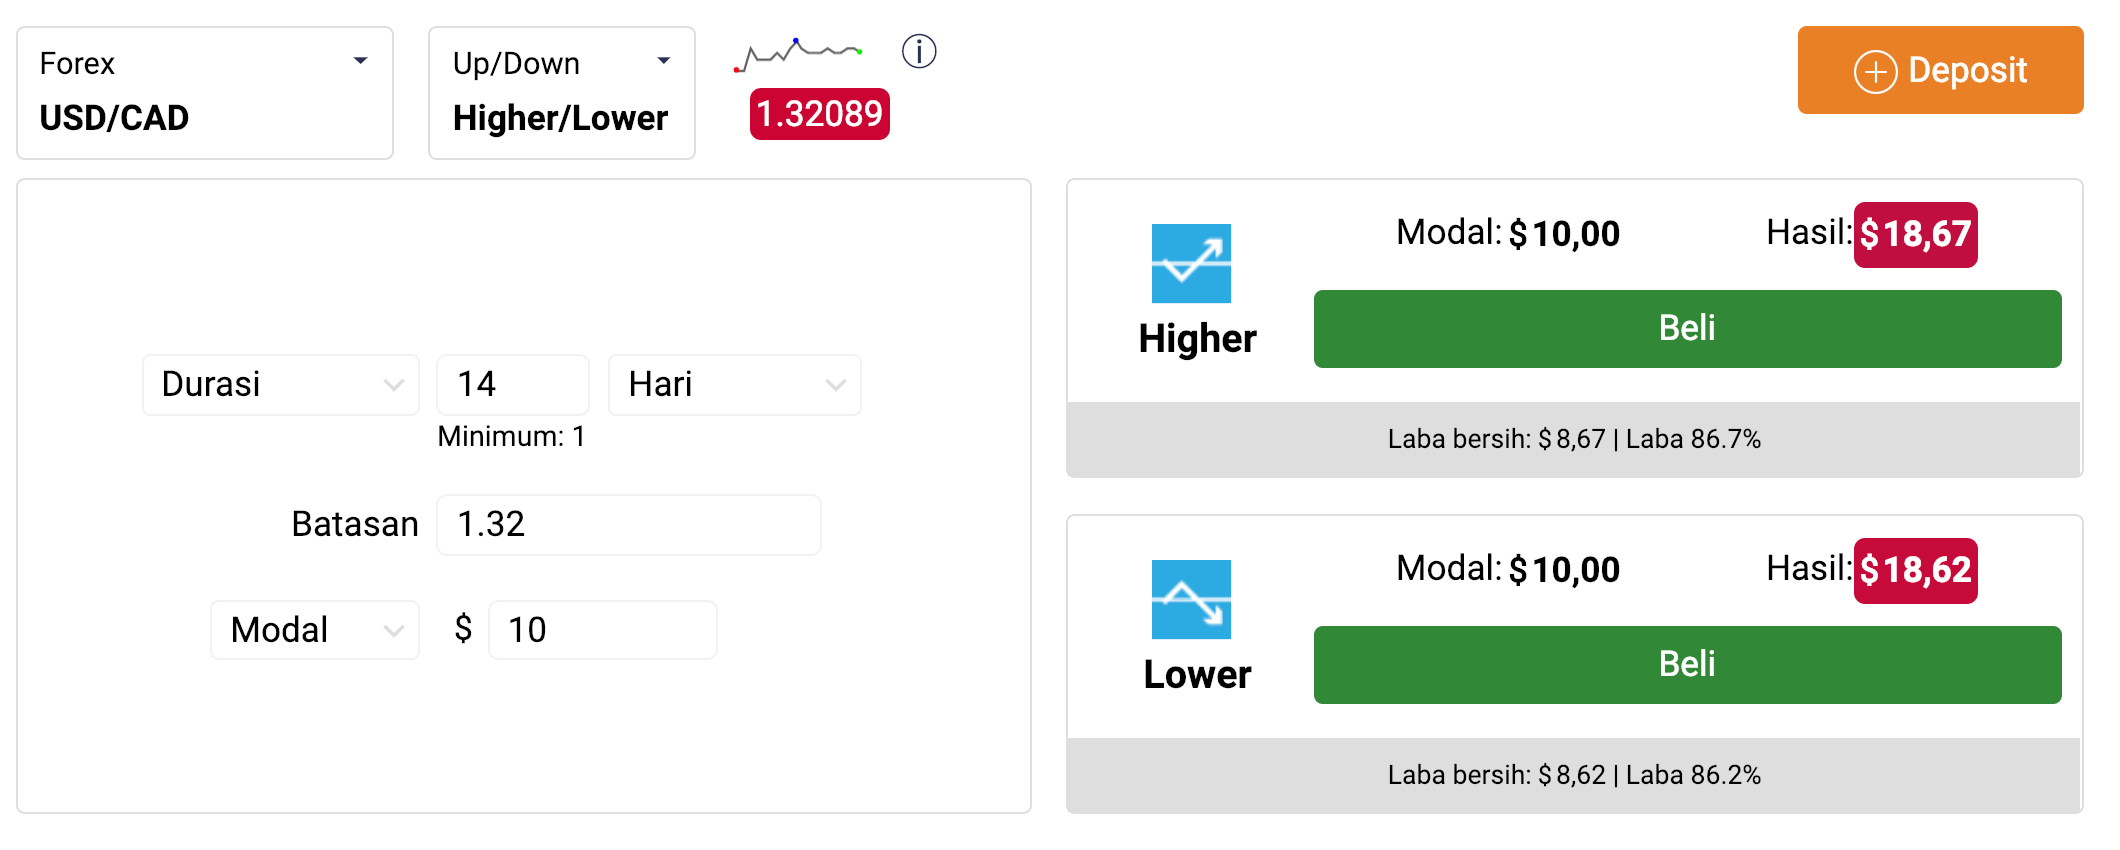 Forex
USD/CAD
Up/Down
Higher/Lower
1.32089
Deposit
Durasi
14
Hari
Minimum: 1
Batasan
1.32
Modal
$
10
Modal: $10,00
Hasil: $18,67
Higher
Beli
Laba bersih: $8,67 | Laba 86.7%
Modal: $10,00
Hasil: $18,62
Lower
Beli
Laba bersih: $8,62 | Laba 86.2%